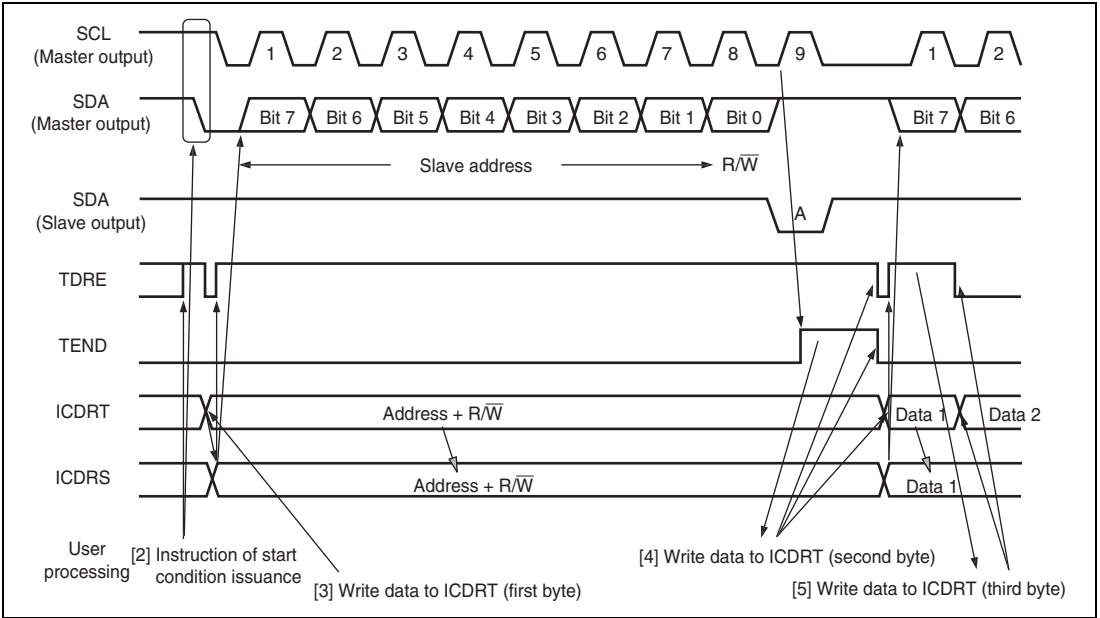 SCL
(Master output)
1 2 3 4 5 6 7 8 9 1 2
SDA
(Master output)
Bit 7 Bit 6 Bit 5 Bit 4 Bit 3 Bit 2 Bit 1 Bit 0 Bit 7 Bit 6
Slave address R/W̅
SDA
(Slave output)
A
TDRE
TEND
ICDRT
Address + R/W̅ Data 1 Data 2
ICDRS
Address + R/W̅ Data 1
User
processing
[2] Instruction of start
condition issuance
[3] Write data to ICDRT (first byte)
[4] Write data to ICDRT (second byte)
[5] Write data to ICDRT (third byte)